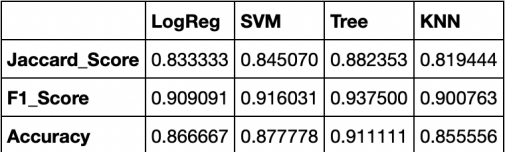 LogReg SVM Tree KNN
Jaccard_Score 0.833333 0.845070 0.882353 0.819444
F1_Score 0.909091 0.916031 0.937500 0.900763
Accuracy 0.866667 0.877778 0.911111 0.855556